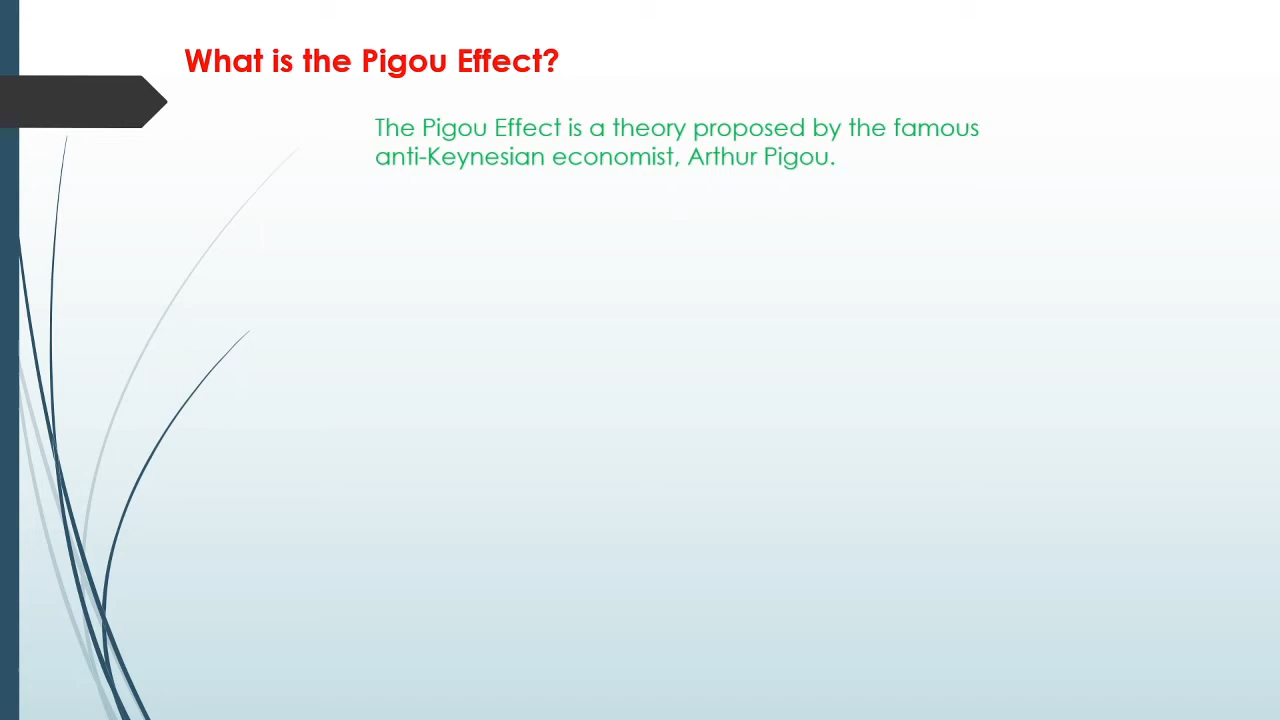 What is the Pigou Effect?
The Pigou Effect is a theory proposed by the famous
anti-Keynesian economist, Arthur Pigou.